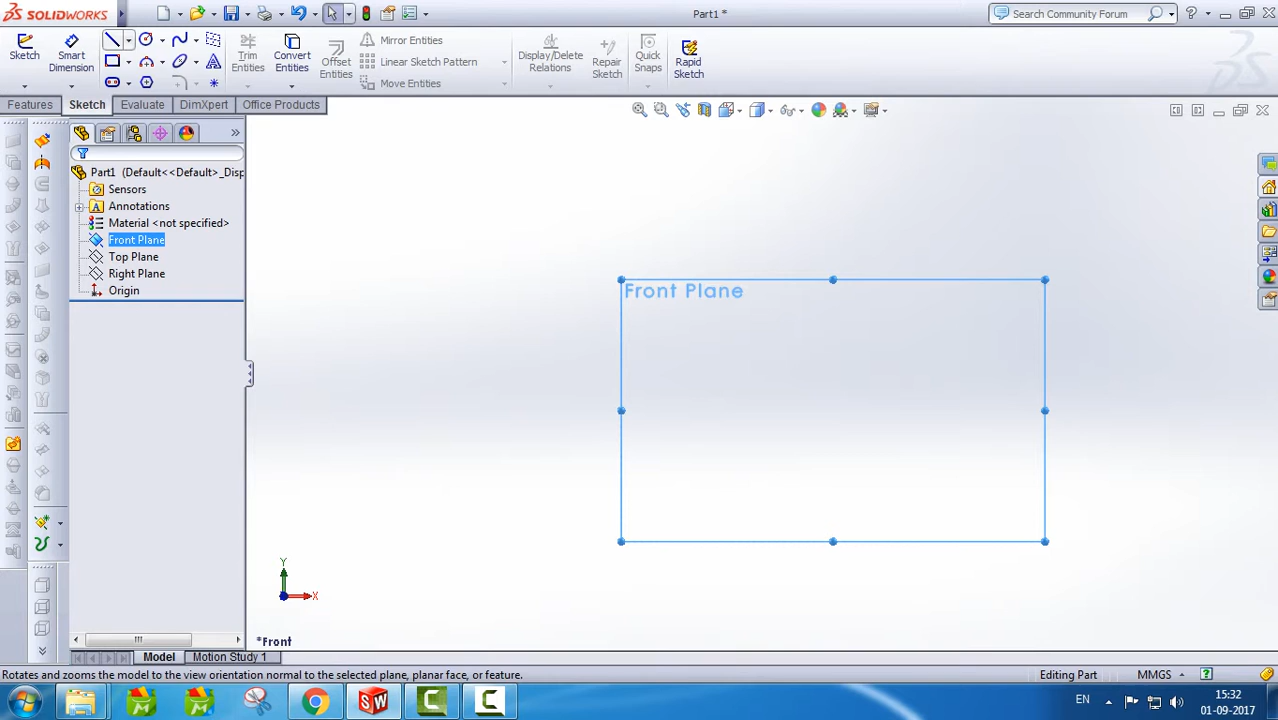 SOLIDWORKS
Part1 *
Search Community Forum
Sketch
Smart Dimension
Trim Entities
Convert Entities
Offset Entities
Mirror Entities
Linear Sketch Pattern
Move Entities
Display/Delete Relations
Repair Sketch
Quick Snaps
Rapid Sketch
Features
Sketch
Evaluate
DimXpert
Office Products
Part1 (Default<<Default>_Disp
Sensors
Annotations
Material <not specified>
Front Plane
Top Plane
Right Plane
Origin
Front Plane
Y
X
*Front
Model
Motion Study 1
Rotates and zooms the model to the view orientation normal to the selected plane, planar face, or feature.
Editing Part
MMGS
EN
15:32
01-09-2017